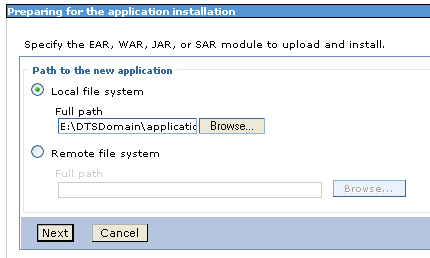 Preparing for the application installation
Specify the EAR, WAR, JAR, or SAR module to upload and install.
Path to the new application
Local file system
Full path
E:\DTSDomain\applicatic Browse...
Remote file system
Full path
Browse...
Next Cancel